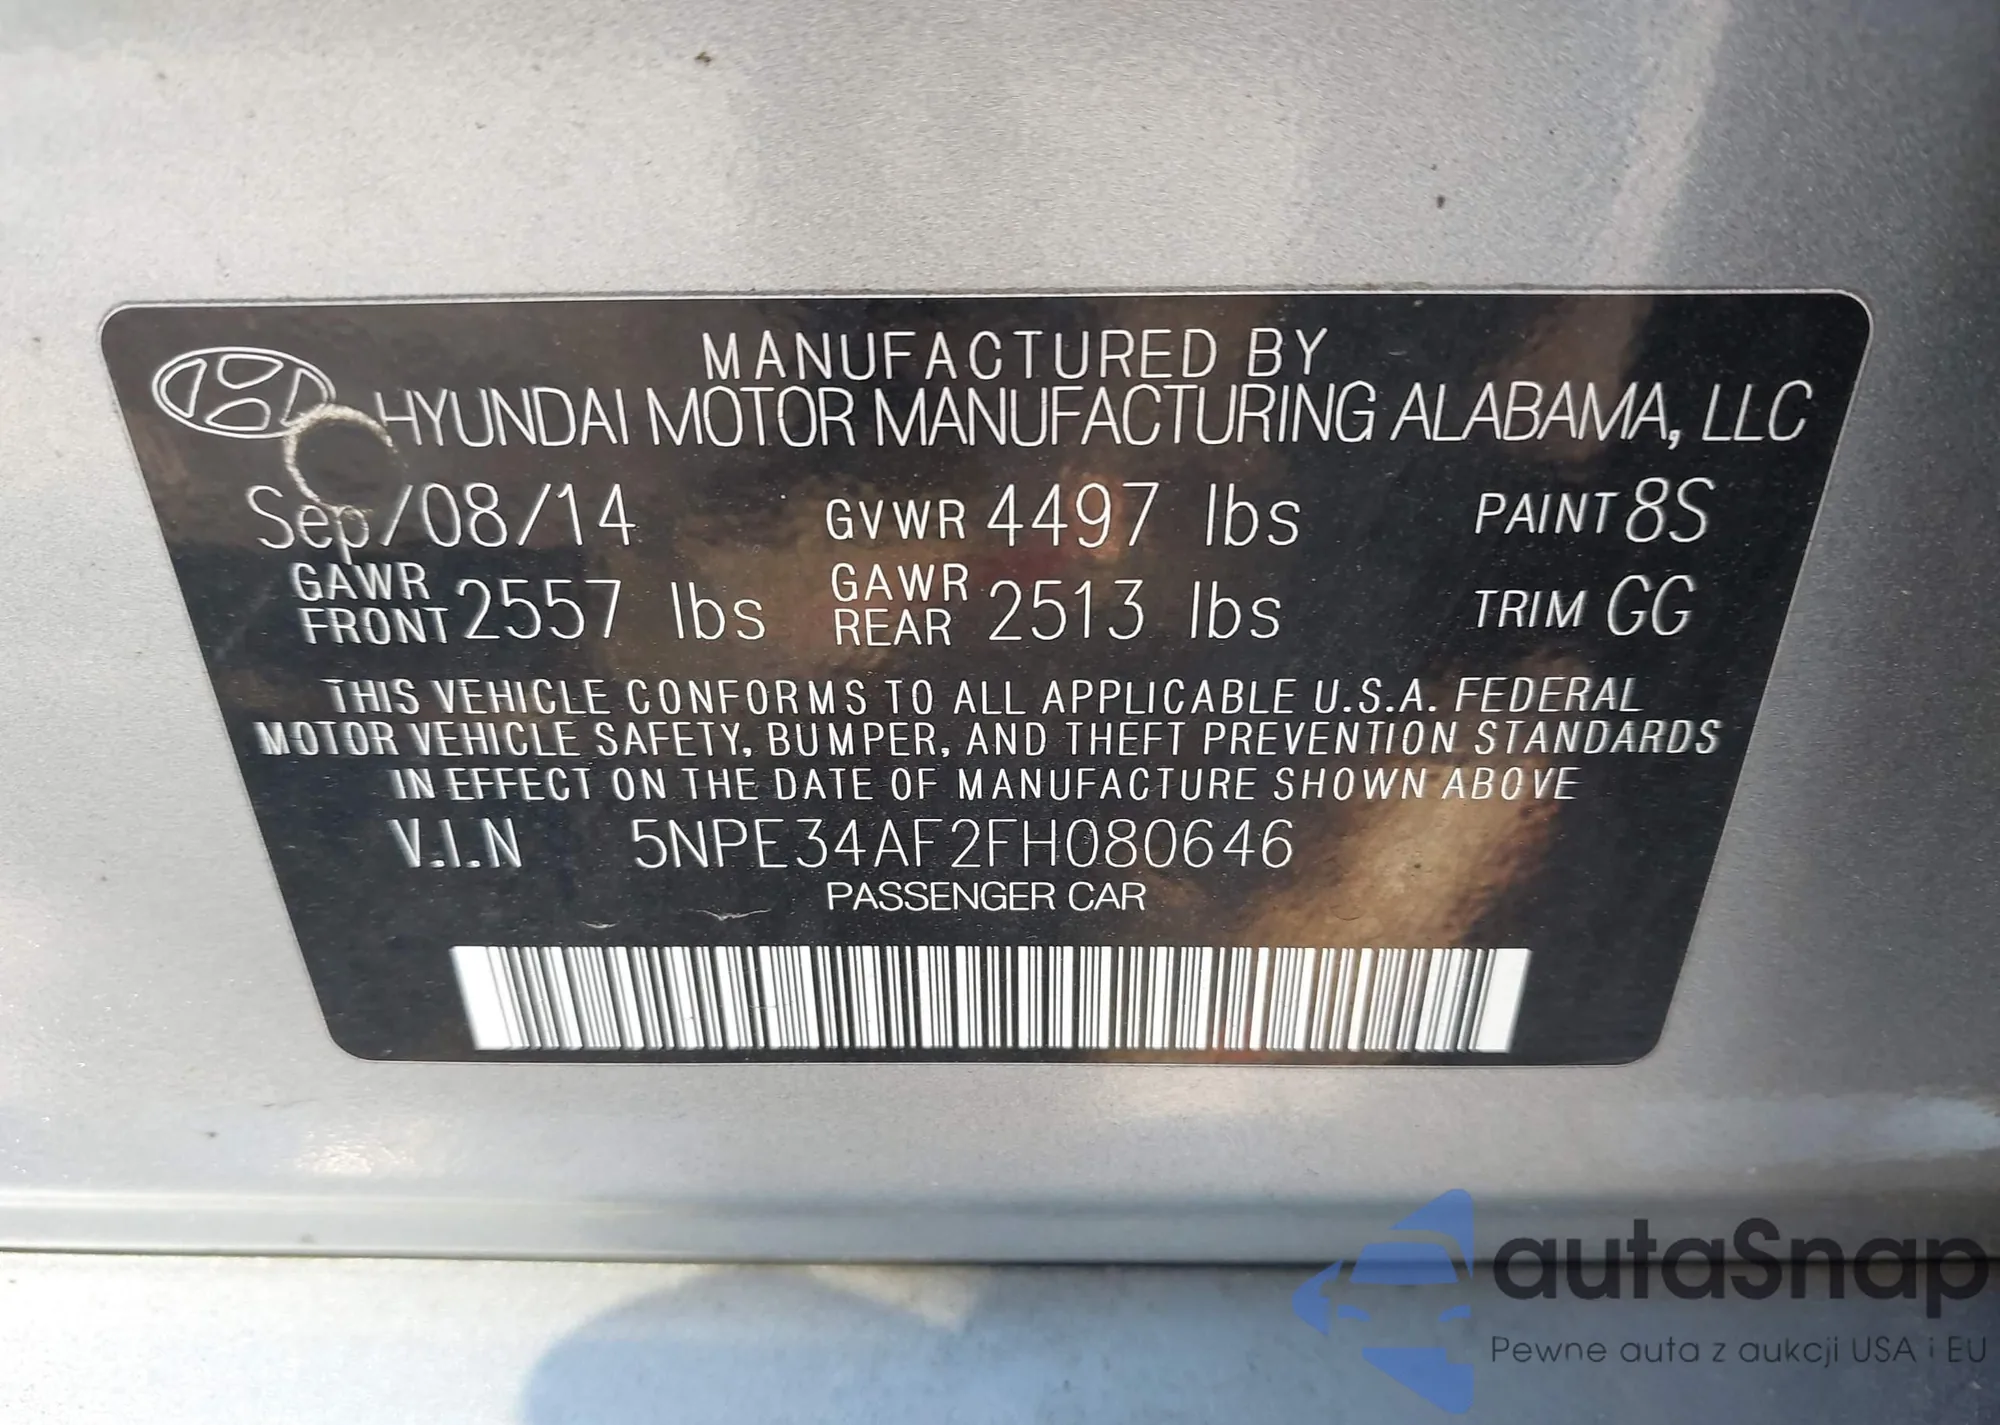 MANUFACTURED BY
HYUNDAI MOTOR MANUFACTURING ALABAMA, LLC
Sep/08/14 GVWR 4497 lbs PAINT 8S
GAWR FRONT 2557 lbs GAWR REAR 2513 lbs TRIM GG
THIS VEHICLE CONFORMS TO ALL APPLICABLE U.S.A. FEDERAL
MOTOR VEHICLE SAFETY, BUMPER, AND THEFT PREVENTION STANDARDS
IN EFFECT ON THE DATE OF MANUFACTURE SHOWN ABOVE
V.I.N 5NPE34AF2FH080646
PASSENGER CAR
autaSnap
Pewne auta z aukcji USA i EU